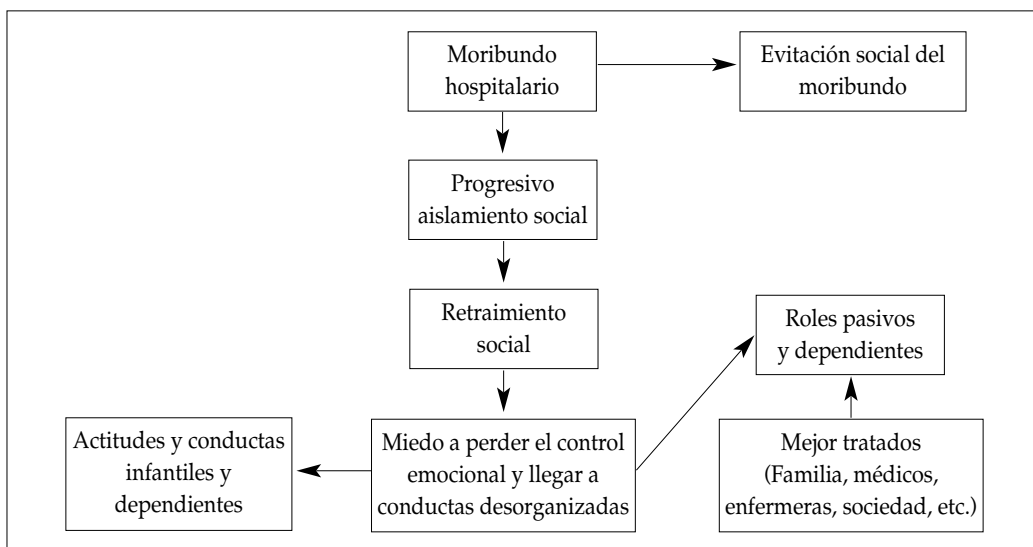 Moribundo
hospitalario
Evitación social del
moribundo
Progresivo
aislamiento social
Retraimiento
social
Roles pasivos
y dependientes
Actitudes y conductas
infantiles y
dependientes
Miedo a perder el control
emocional y llegar a
conductas desorganizadas
Mejor tratados
(Familia, médicos,
enfermeras, sociedad, etc.)